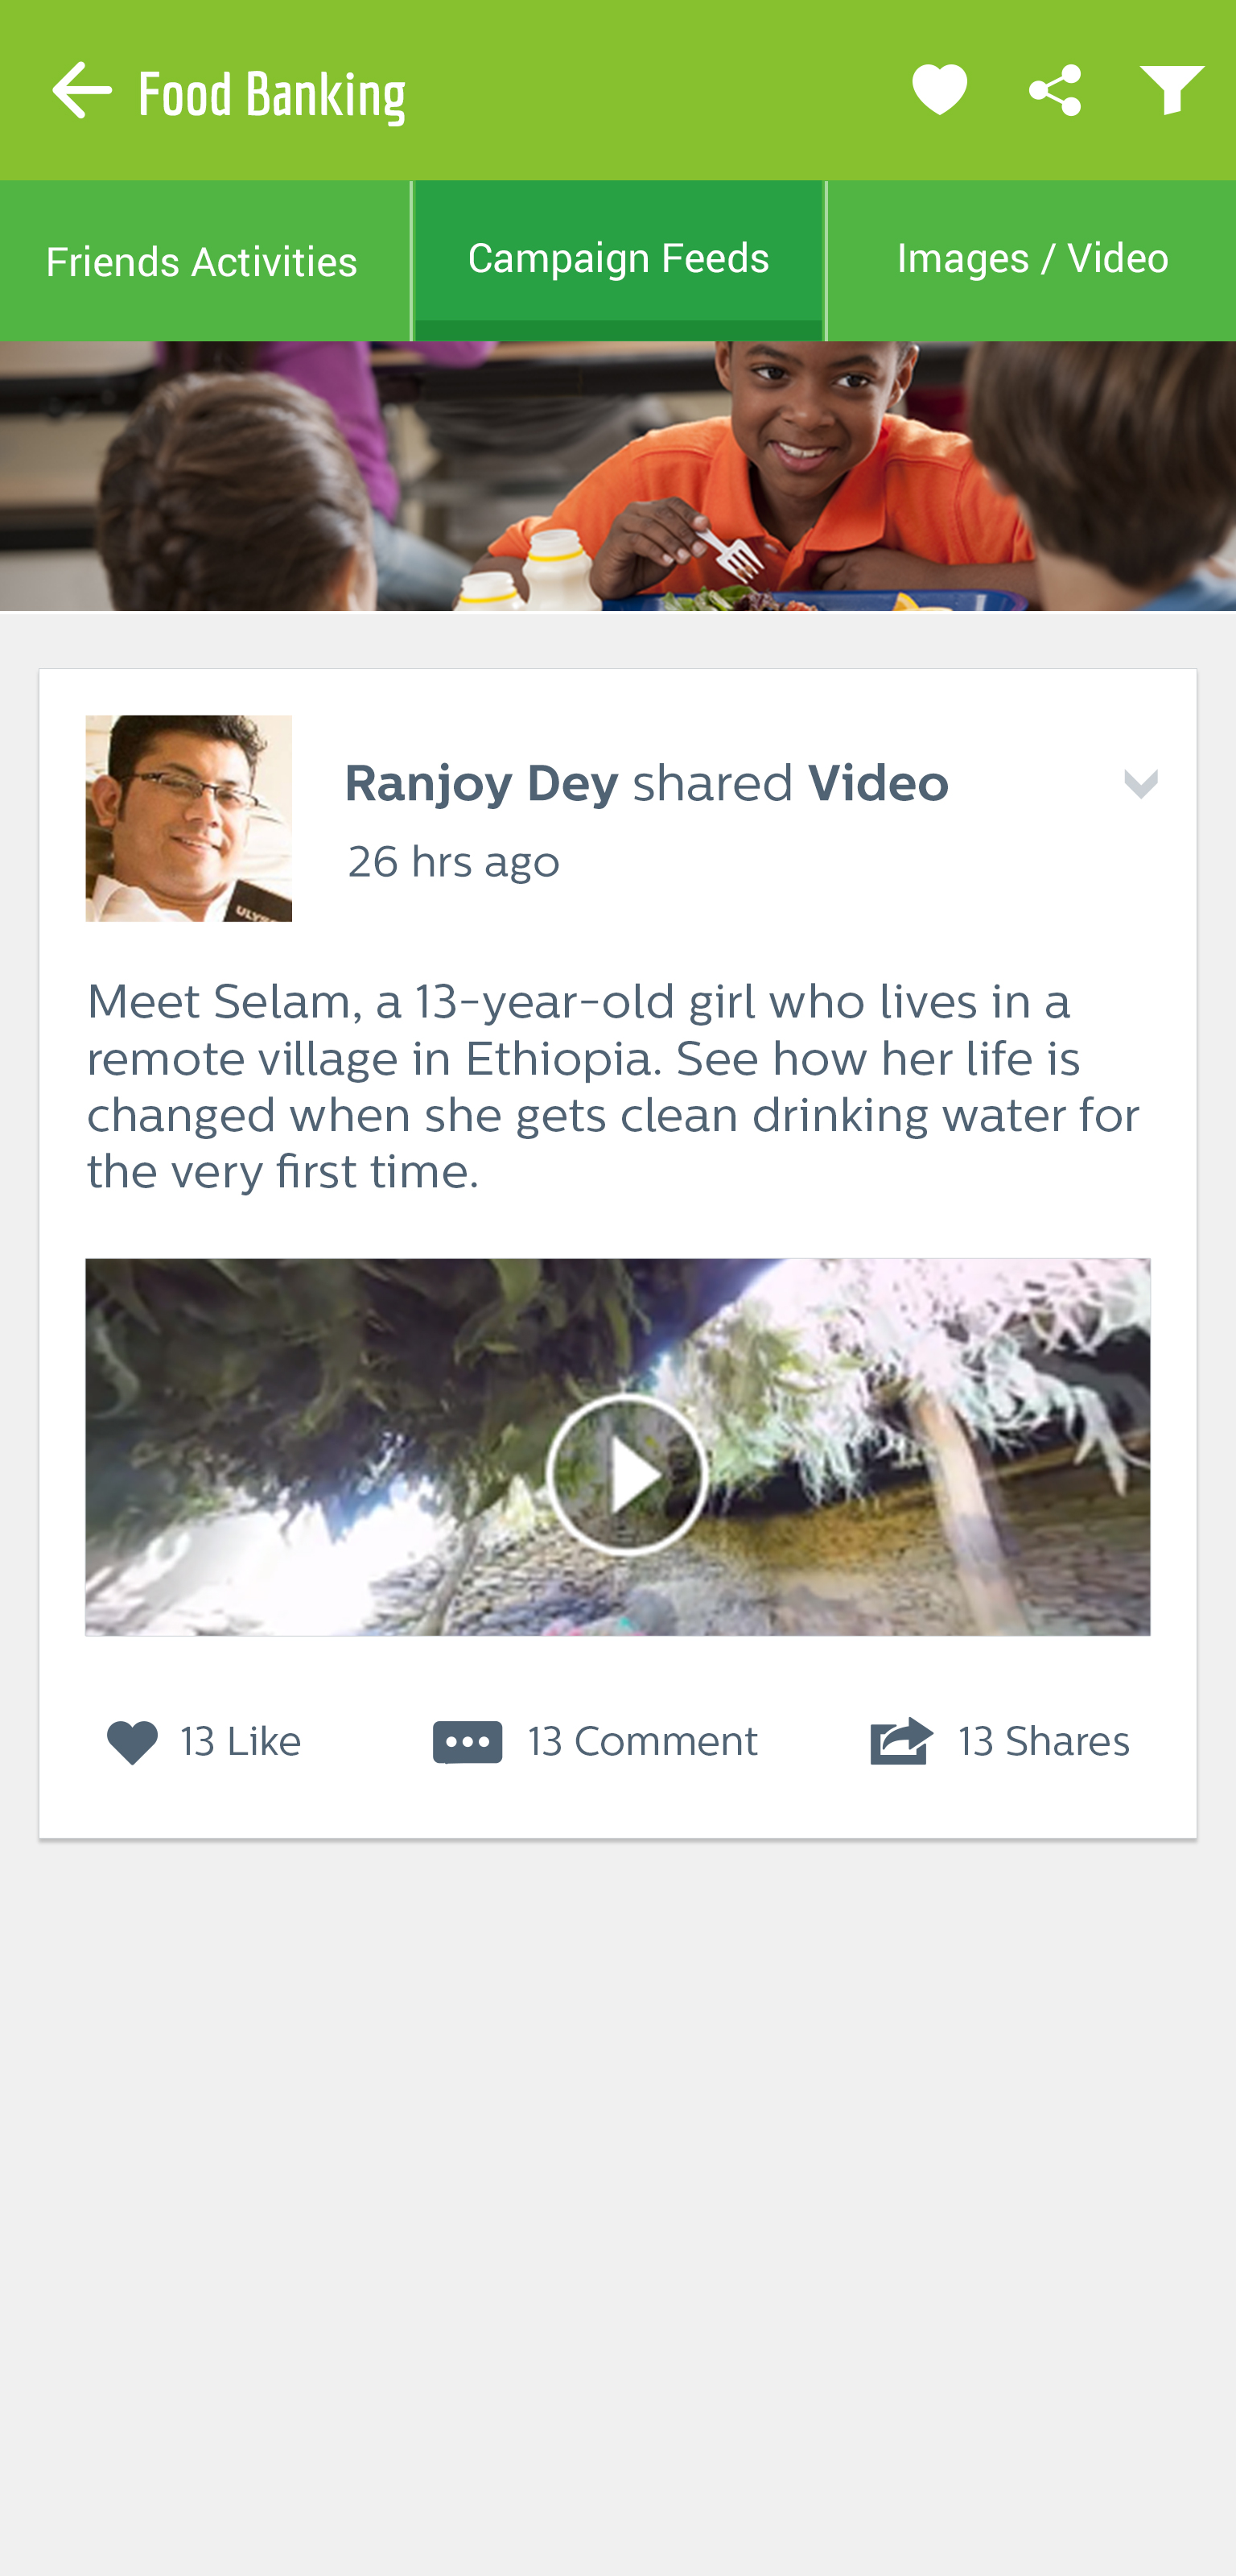 Food Banking
Friends Activities
Campaign Feeds
Images / Video
Ranjoy Dey shared Video
26 hrs ago
Meet Selam, a 13-year-old girl who lives in a
remote village in Ethiopia. See how her life is
changed when she gets clean drinking water for
the very first time.
13 Like
13 Comment
13 Shares